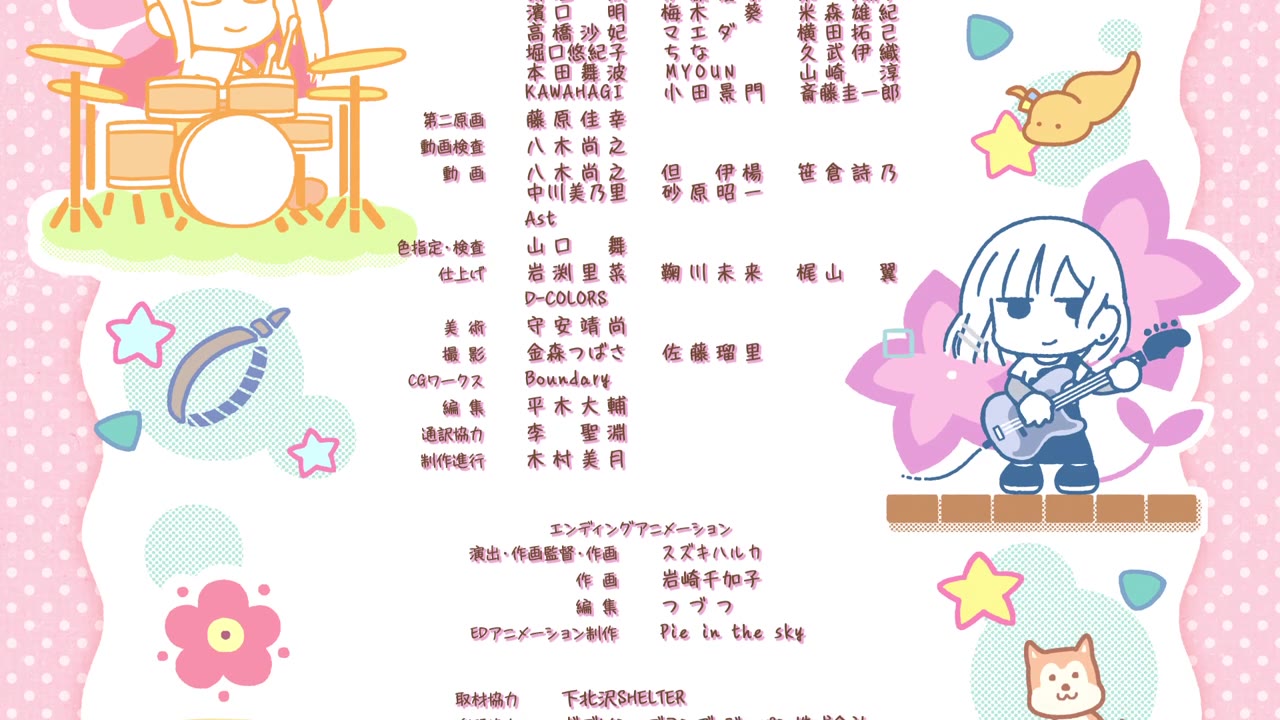 濱口 明 梅木 葵 米森雄紀
高橋沙妃 マエダ 横田拓己
堀口悠紀子 ちな 久武伊織
本田舞波 MYOUN 山崎 淳
KAWAHAGI 小田景門 斎藤圭一郎
第二原画 藤原佳幸
動画検査 八木尚之
動画 八木尚之 但 伊楊 笹倉詩乃
中川美乃里 砂原昭一
Ast
色指定・検査 山口 舞
仕上げ 岩渕里菜 鞠川未来 梶山 翼
D-COLORS
美術 守安靖尚
撮影 金森つばさ 佐藤瑠里
CGワークス Boundary
編集 平木大輔
通訳協力 李 聖淵
制作進行 木村美月
エンディングアニメーション
演出・作画監督・作画 スズキハルカ
作画 岩崎千加子
編集 つづつ
EDアニメーション制作 Pie in the sky
取材協力 下北沢SHELTER